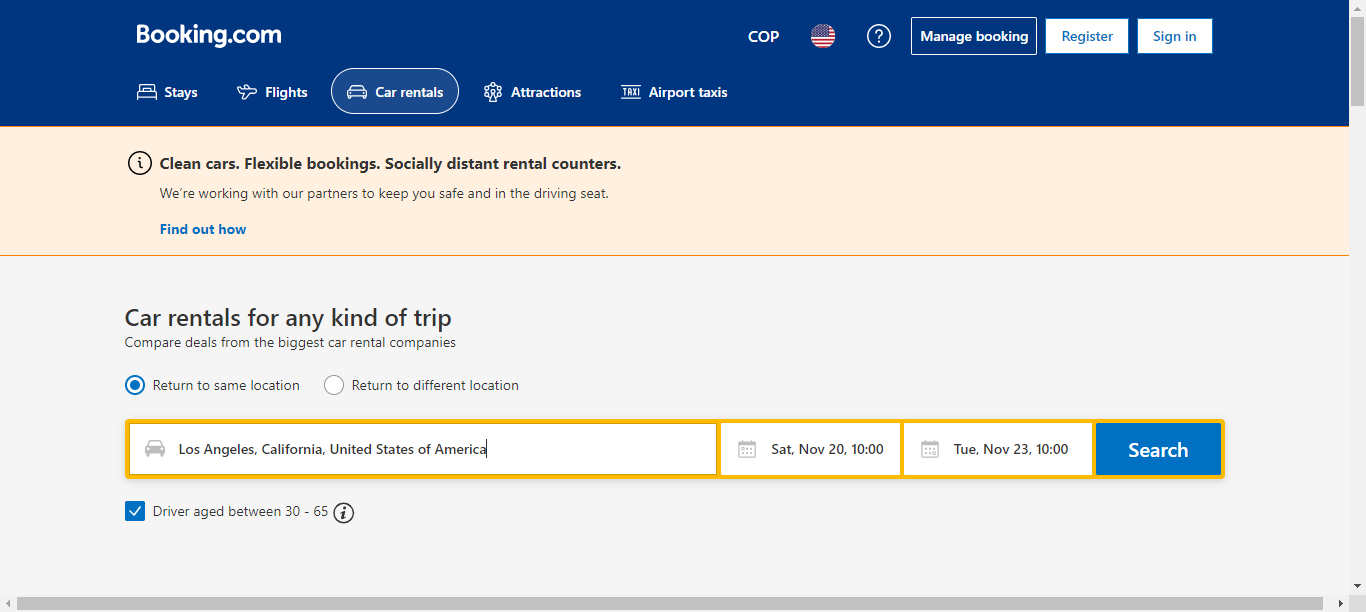 Booking.com
COP
?
Manage booking
Register
Sign in
Stays
Flights
Car rentals
Attractions
TAXI
Airport taxis
Clean cars. Flexible bookings. Socially distant rental counters.
We're working with our partners to keep you safe and in the driving seat.
Find out how
Car rentals for any kind of trip
Compare deals from the biggest car rental companies
Return to same location
Return to different location
Los Angeles, California, United States of America
Sat, Nov 20, 10:00
Tue, Nov 23, 10:00
Search
Driver aged between 30 - 65